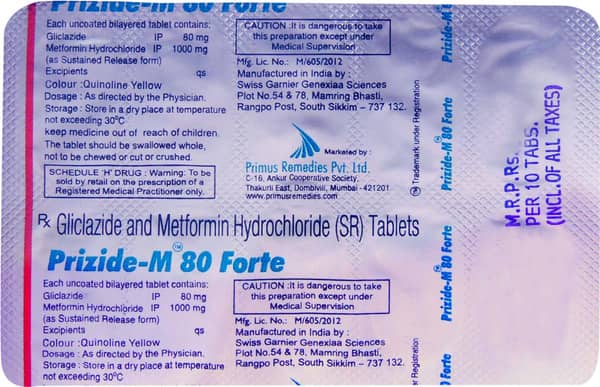 Prizide-M 80 Forte
Each uncoated bilayered tablet contains:
Gliclazide IP 80 mg
Metformin Hydrochloride IP 1000 mg
(as Sustained Release form)
Excipients qs
Colour : Quinoline Yellow
Dosage : As directed by the Physician.
Storage : Store in a dry place at temperature
not exceeding 30°C
keep medicine out of reach of children.
The tablet should be swallowed whole,
not to be chewed or cut or crushed.
SCHEDULE 'H' DRUG : Warning: To be
sold by retail on the prescription of a
Registered Medical Practitioner only.
CAUTION :It is dangerous to take
this preparation except under
Medical Supervision
Mfg. Lic. No.: M/605/2012
Manufactured in India by :
Swiss Garnier Genexiaa Sciences
Plot No.54 & 78, Mamring Bhasti,
Rangpo Post, South Sikkim – 737 132.
Marketed by :
Primus Remedies Pvt. Ltd.
C-16, Ankur Cooperative Society,
Thakurli East, Dombivili, Mumbai -421201
www.primusremedies.com
Rx Gliclazide and Metformin Hydrochloride (SR) Tablets
Prizide-M™ 80 Forte
Each uncoated bilayered tablet contains:
Gliclazide IP 80 mg
Metformin Hydrochloride IP 1000 mg
(as Sustained Release form)
Excipients qs
Colour : Quinoline Yellow
Dosage : As directed by the Physician.
Storage : Store in a dry place at temperature
not exceeding 30°C
CAUTION :It is dangerous to take
this preparation except under
Medical Supervision
Mfg. Lic. No.: M/605/2012
Manufactured in India by :
Swiss Garnier Genexiaa Sciences
Plot No.54 & 78, Mamring Bhasti,
Rangpo Post, South Sikkim – 737 132.
™ Trademark under Registration
Prizide-M™ 80 Forte
Prizide-M™ 80 Forte
™ Trademark under Registration
M.R.P.Rs.
PER 10 TABS.
(INCL.OF ALL TAXES)